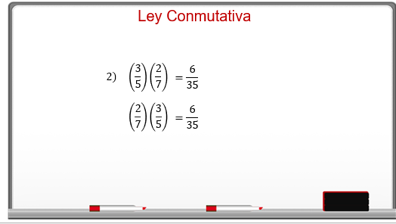 Ley Conmutativa
2) (3/5)(2/7) = 6/35
(2/7)(3/5) = 6/35